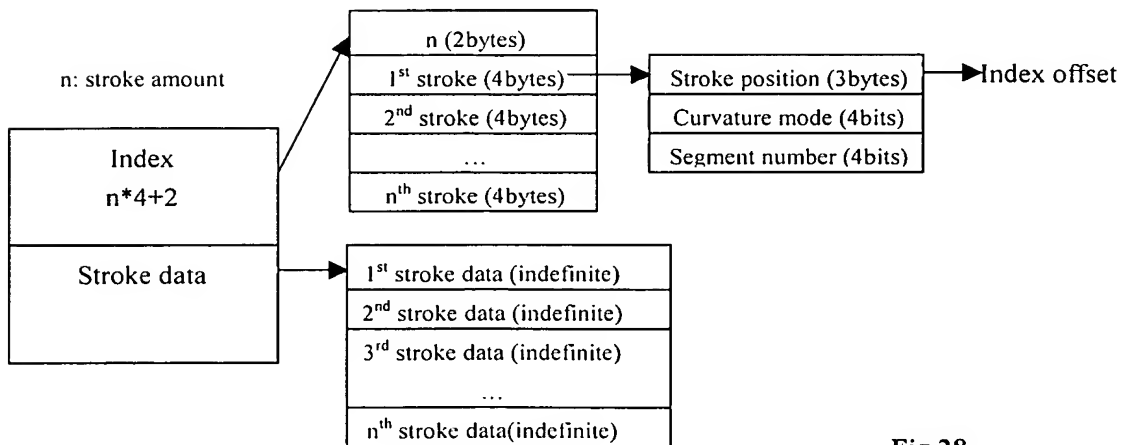 n: stroke amount
Index
n*4+2
Stroke data
n (2bytes)
1st stroke (4bytes)
2nd stroke (4bytes)
...
nth stroke (4bytes)
Stroke position (3bytes)
Curvature mode (4bits)
Segment number (4bits)
Index offset
1st stroke data (indefinite)
2nd stroke data (indefinite)
3rd stroke data (indefinite)
...
nth stroke data(indefinite)
Fig 28